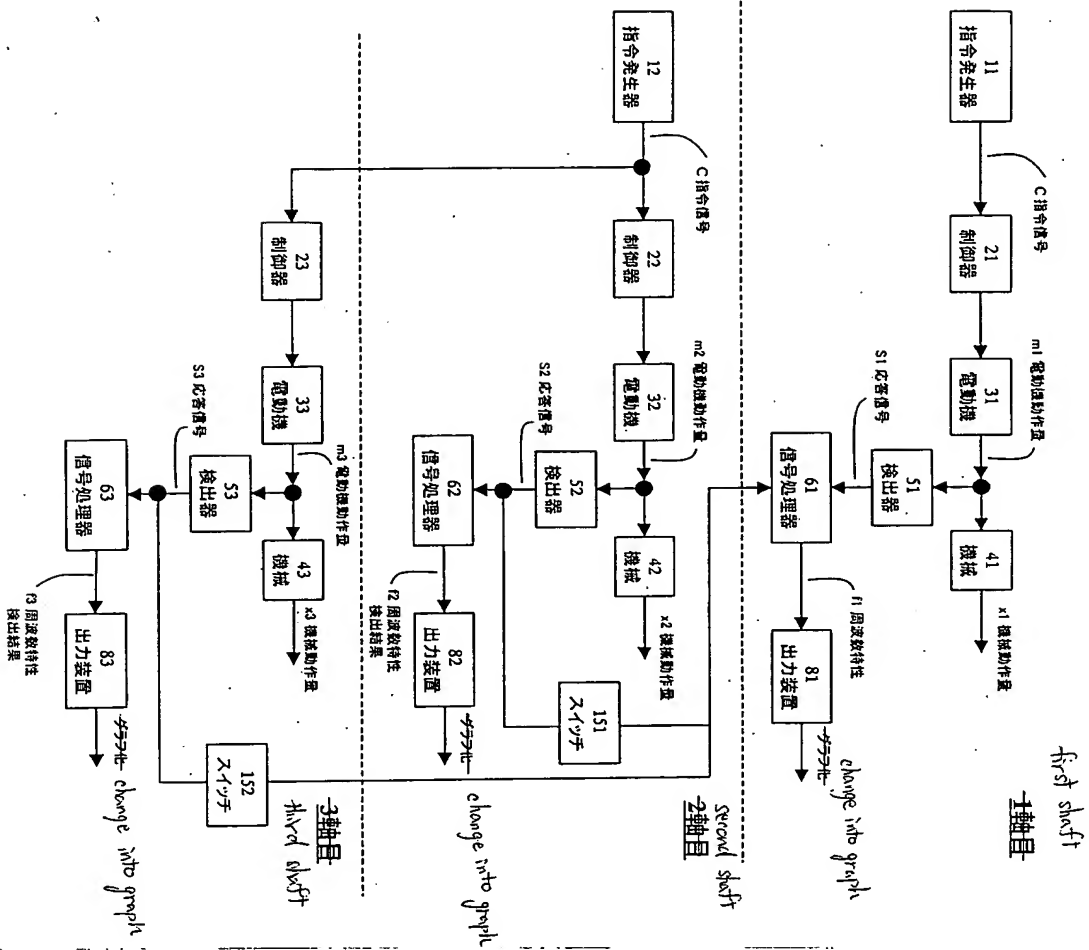 first shaft
1軸目
11
指令発生器
C 指令信号
21
制御器
31
電動機
m1 電動機動作量
41
機械
x1 機械動作量
51
検出器
S1 応答信号
61
信号処理器
f1 周波数特性
81
出力装置
グラフ化
change into graph
second shaft
2軸目
12
指令発生器
C 指令信号
22
制御器
32
電動機
m2 電動機動作量
42
機械
x2 機械動作量
52
検出器
S2 応答信号
62
信号処理器
f2 周波数特性
検出結果
82
出力装置
グラフ化
change into graph
151
スイッチ
third shaft
3軸目
23
制御器
33
電動機
m3 電動機動作量
43
機械
x3 機械動作量
53
検出器
S3 応答信号
63
信号処理器
f3 周波数特性
検出結果
83
出力装置
グラフ化
change into graph
152
スイッチ